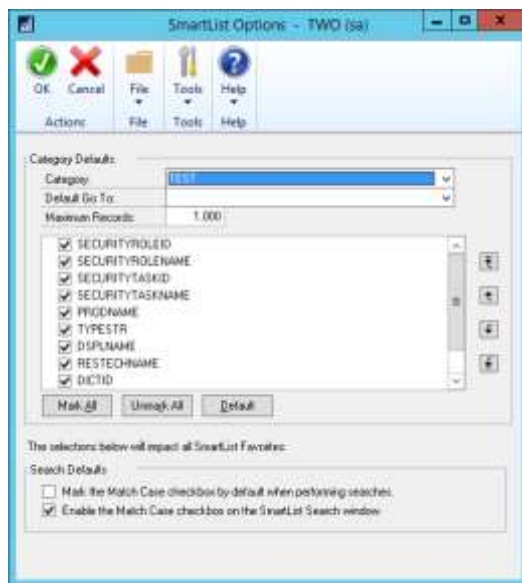 SmartList Options - TWO (sa)
OK Cancel File Tools Help
Actions File Tools Help
Category Defaults
Category: TEST
Default Go To:
Maximum Records: 1,000
SECURITYROLEID
SECURITYROLENAME
SECURITYTASKID
SECURITYTASKNAME
PRODNAME
TYPESTR
DSPLNAME
RESTECHNAME
DICTID
Mark All Unmark All Default
The selections below will impact all SmartList Favorites:
Search Defaults
Mark the Match Case checkbox by default when performing searches.
Enable the Match Case checkbox on the SmartList Search window